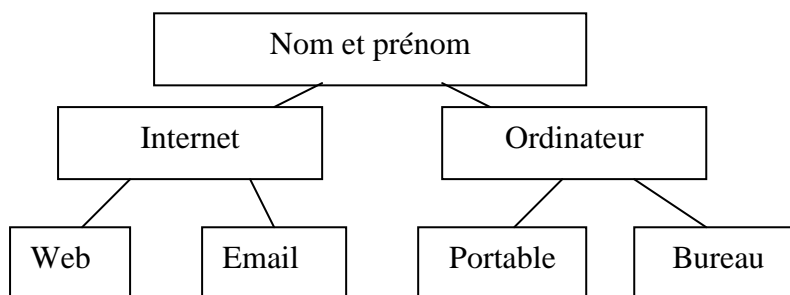 Nom et prénom
Internet Ordinateur
Web Email Portable Bureau